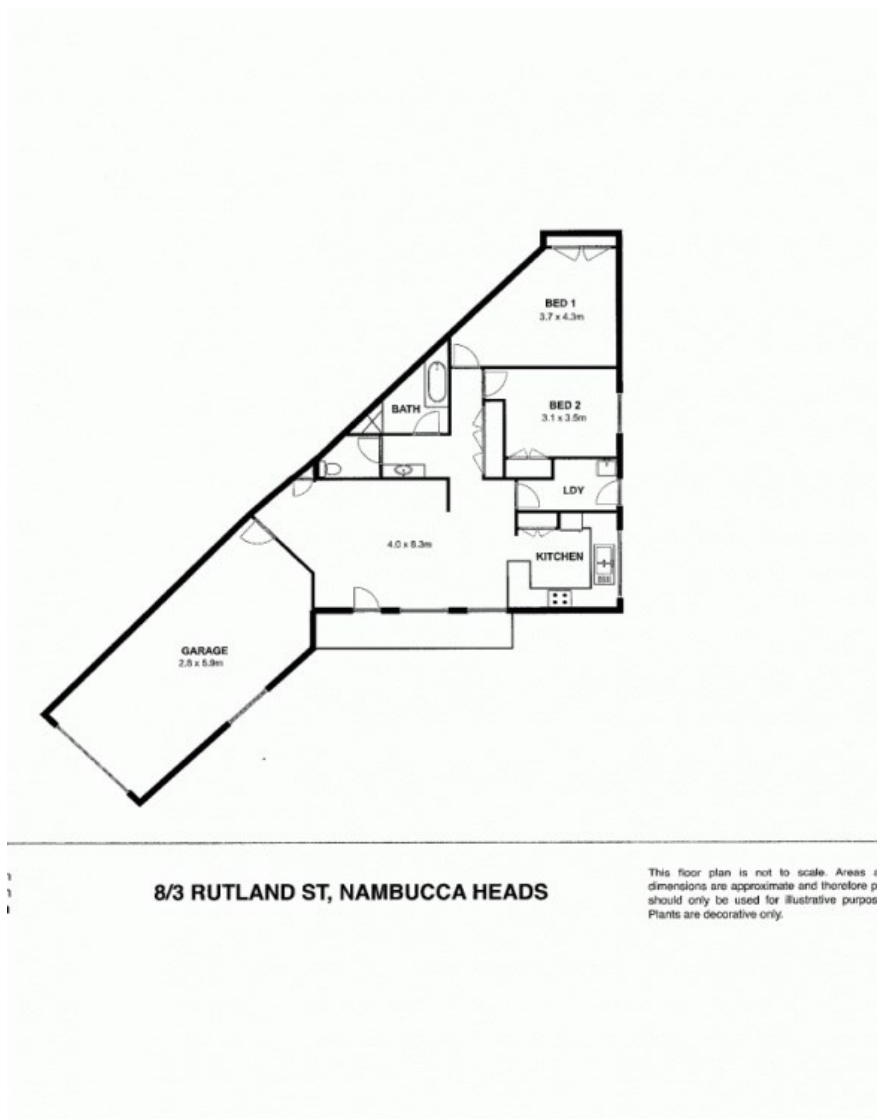 BED 1
3.7 x 4.3m
BED 2
3.1 x 3.5m
BATH
LDY
4.0 x 6.3m
KITCHEN
GARAGE
2.8 x 5.9m
8/3 RUTLAND ST, NAMBUCCA HEADS
This floor plan is not to scale. Areas a
dimensions are approximate and therefore p
should only be used for illustrative purpos
Plants are decorative only.